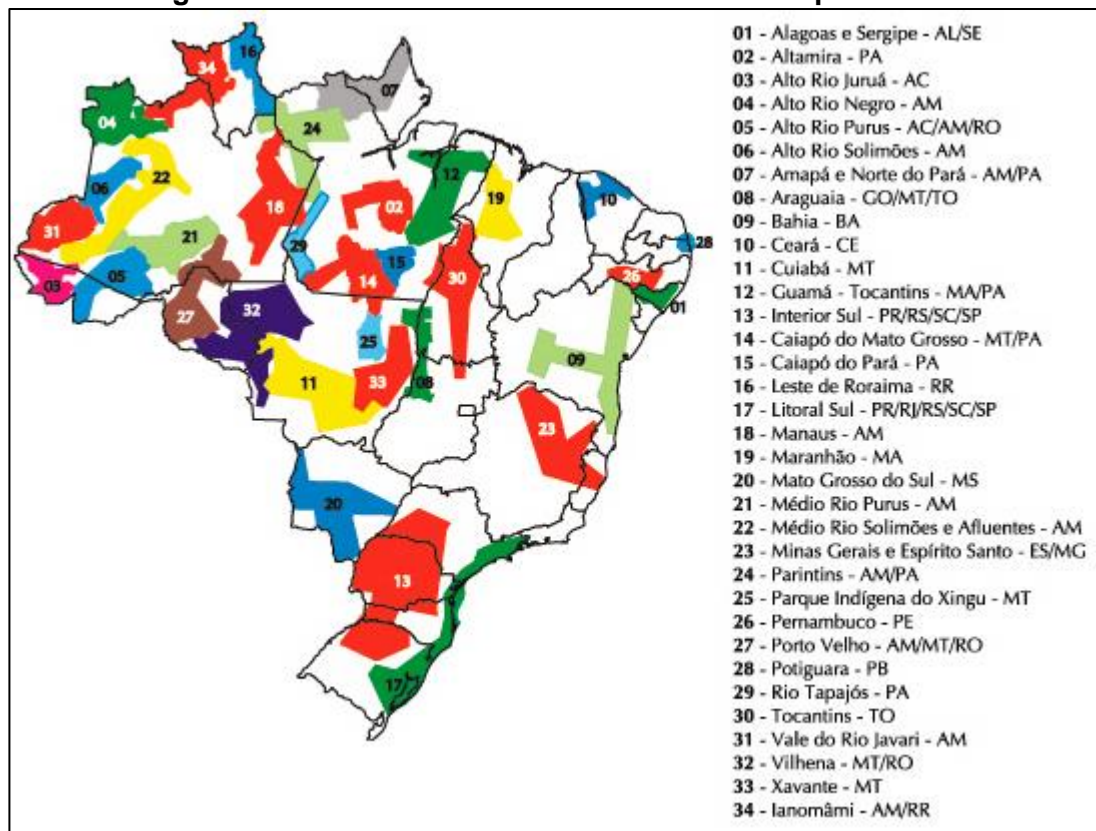 34
16
07
04
24
22
12
06
19
10
18
02
28
31
21
29
15
30
26
03
05
14
01
27
32
25
09
11
33
08
23
20
13
17
01 - Alagoas e Sergipe - AL/SE
02 - Altamira - PA
03 - Alto Rio Juruá - AC
04 - Alto Rio Negro - AM
05 - Alto Rio Purus - AC/AM/RO
06 - Alto Rio Solimões - AM
07 - Amapá e Norte do Pará - AM/PA
08 - Araguaia - GO/MT/TO
09 - Bahia - BA
10 - Ceará - CE
11 - Cuiabá - MT
12 - Guamá - Tocantins - MA/PA
13 - Interior Sul - PR/RS/SC/SP
14 - Caiapó do Mato Grosso - MT/PA
15 - Caiapó do Pará - PA
16 - Leste de Roraima - RR
17 - Litoral Sul - PR/RJ/RS/SC/SP
18 - Manaus - AM
19 - Maranhão - MA
20 - Mato Grosso do Sul - MS
21 - Médio Rio Purus - AM
22 - Médio Rio Solimões e Afluentes - AM
23 - Minas Gerais e Espírito Santo - ES/MG
24 - Parintins - AM/PA
25 - Parque Indígena do Xingu - MT
26 - Pernambuco - PE
27 - Porto Velho - AM/MT/RO
28 - Potiguara - PB
29 - Rio Tapajós - PA
30 - Tocantins - TO
31 - Vale do Rio Javari - AM
32 - Vilhena - MT/RO
33 - Xavante - MT
34 - Ianomâmi - AM/RR